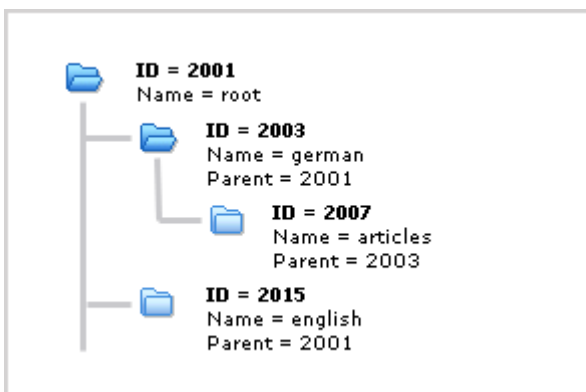 ID = 2001
Name = root
ID = 2003
Name = german
Parent = 2001
ID = 2007
Name = articles
Parent = 2003
ID = 2015
Name = english
Parent = 2001